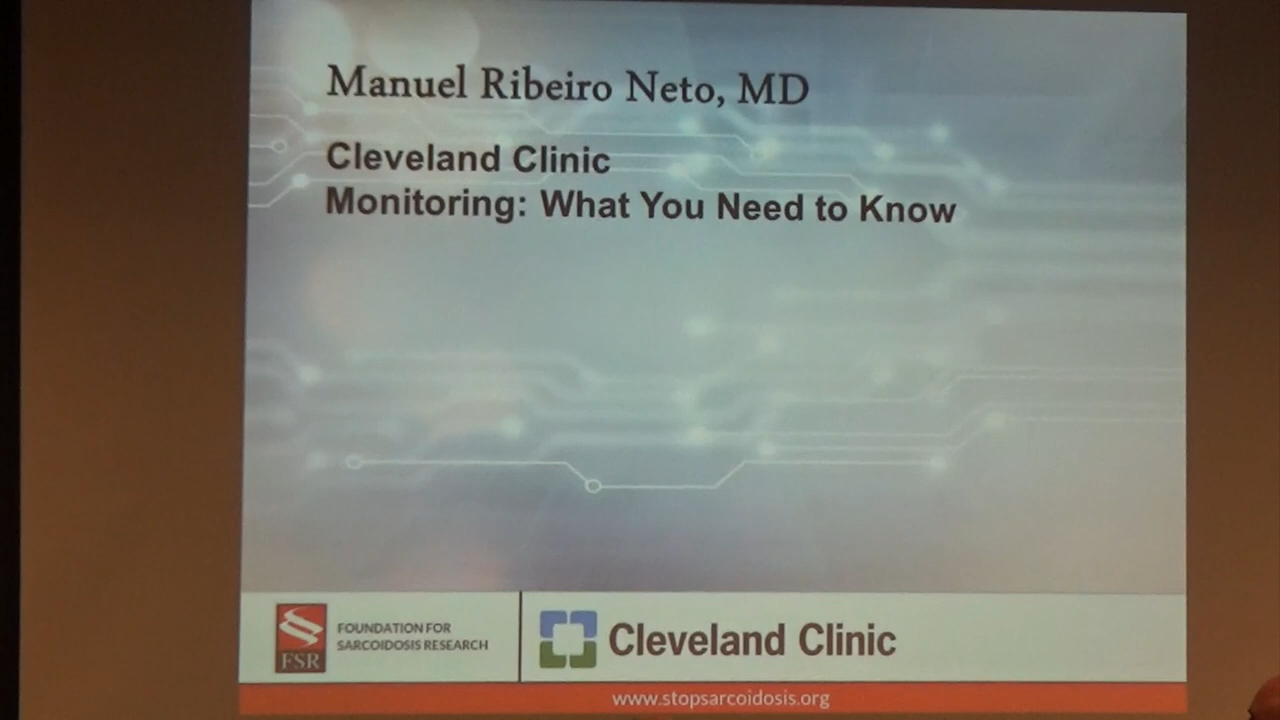 Manuel Ribeiro Neto, MD
Cleveland Clinic
Monitoring: What You Need to Know
FSR
FOUNDATION FOR
SARCOIDOSIS RESEARCH
Cleveland Clinic
www.stopsarcoidosis.org